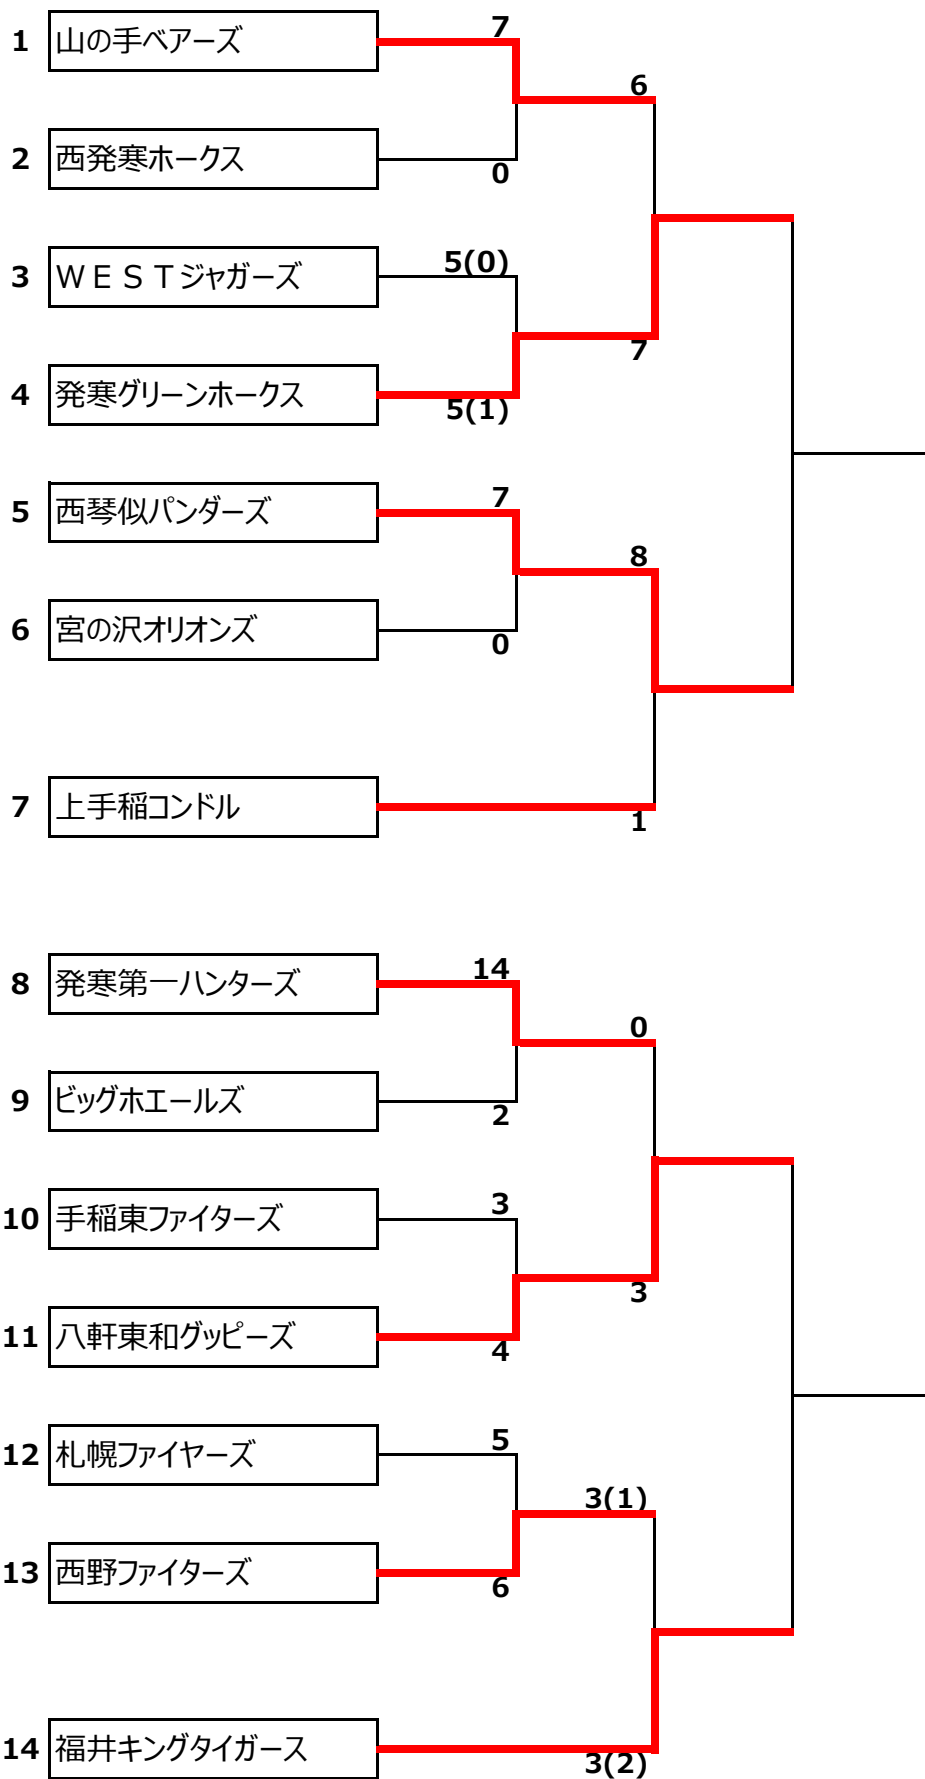 7
1 山の手ベアーズ
6
2 西発寒ホークス
0
3 ＷＥＳＴジャガーズ 5(0)
7
4 発寒グリーンホークス
5(1)
5 西琴似パンダーズ 7
8
6 宮の沢オリオンズ
0
7 上手稲コンドル
1
8 発寒第一ハンターズ 14
0
9 ビッグホエールズ
2
10 手稲東ファイターズ 3
3
11 八軒東和グッピーズ
4
12 札幌ファイヤーズ 5
3(1)
13 西野ファイターズ
6
14 福井キングタイガース
3(2)